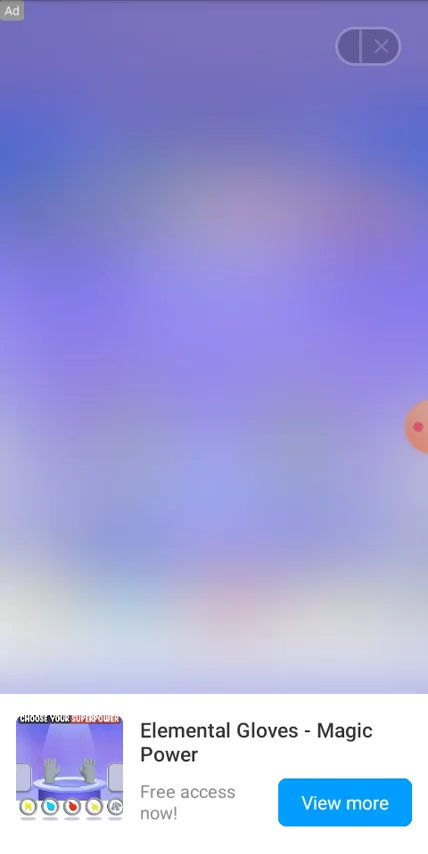 Ad
CHOOSE YOUR SUPERPOWER
Elemental Gloves - Magic
Power
Free access
now!
View more